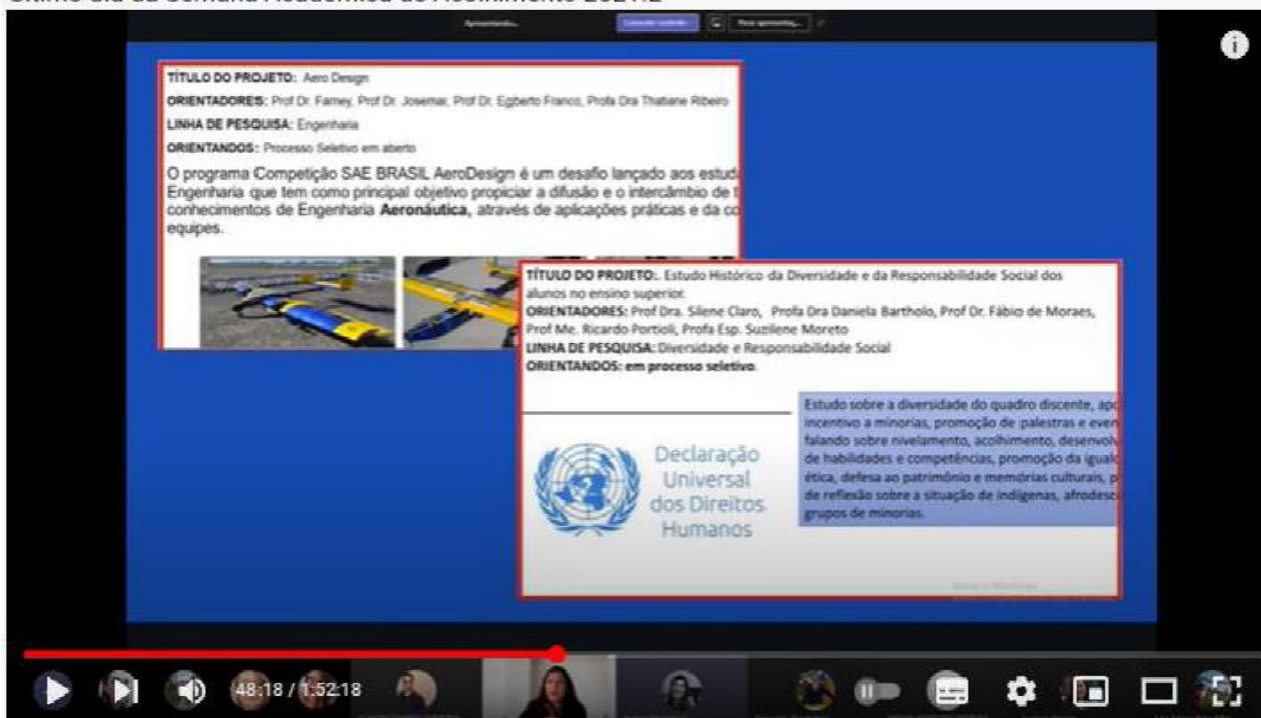 Último dia da Semana Acadêmica de Acolhimento 2021.2
Apresentando...
TÍTULO DO PROJETO: Aero Design
ORIENTADORES: Prof Dr. Farney, Prof Dr. Josemar, Prof Dr. Egberto Franco, Profa Dra Thatiane Ribeiro
LINHA DE PESQUISA: Engenharia
ORIENTANDOS: Processo Seletivo em aberto
O programa Competição SAE BRASIL AeroDesign é um desafio lançado aos estud
Engenharia que tem como principal objetivo propiciar a difusão e o intercâmbio de t
conhecimentos de Engenharia Aeronáutica, através de aplicações práticas e da co
equipes.
TÍTULO DO PROJETO:. Estudo Histórico da Diversidade e da Responsabilidade Social dos
alunos no ensino superior.
ORIENTADORES: Prof Dra. Silene Claro, Profa Dra Daniela Bartholo, Prof Dr. Fábio de Moraes,
Prof Me. Ricardo Portioli, Profa Esp. Suzilene Moreto
LINHA DE PESQUISA: Diversidade e Responsabilidade Social
ORIENTANDOS: em processo seletivo.
Estudo sobre a diversidade do quadro discente, apo
incentivo a minorias, promoção de palestras e even
falando sobre nivelamento, acolhimento, desenvolv
de habilidades e competências, promoção da iguald
ética, defesa ao patrimônio e memórias culturais, p
de reflexão sobre a situação de indígenas, afrodesc
grupos de minorias.
Declaração
Universal
dos Direitos
Humanos
48:18 / 1:52:18